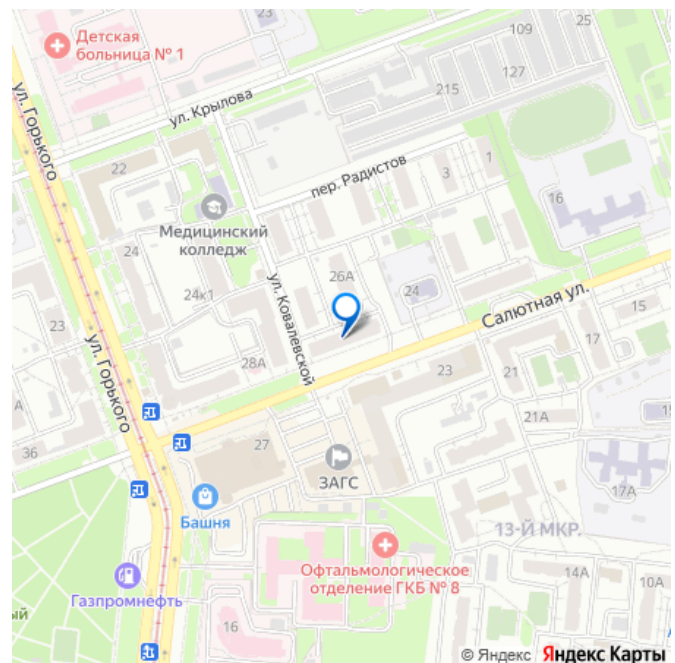 23
109
Детская
больница № 1
127
215
ул. Горького
ул. Крылова
22
пер. Радистов
3
1
16
Медицинский
колледж
24
26А
24
24к1
ул. Ковалевской
Салютная ул.
15
23
ул. Горького
17
28А
23
21
А
21А
15
27
36
ЗАГС
17А
Башня
13-Й МКР.
Офтальмологическое
отделение ГКБ № 8
14А
10А
Газпромнефть
ый
16
© Яндекс Яндекс Карты